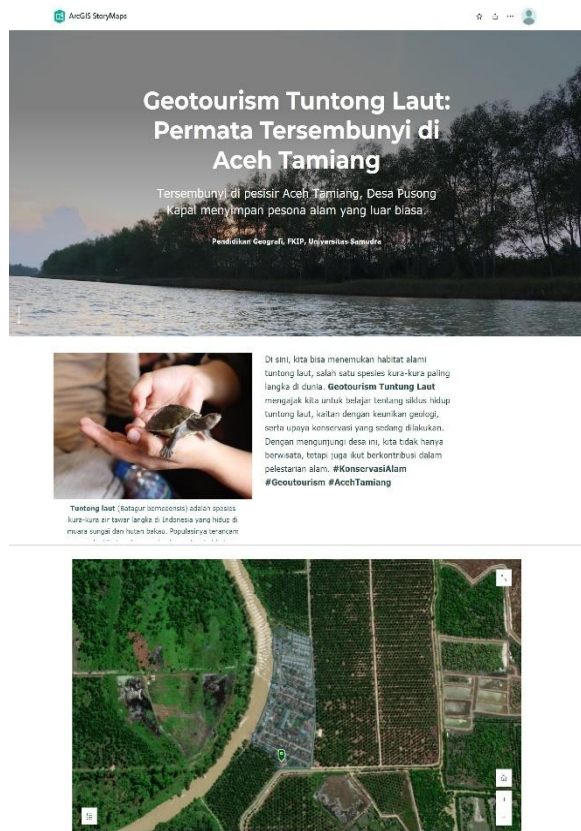 ArcGIS StoryMaps
Geotourism Tuntong Laut:
Permata Tersembunyi di
Aceh Tamiang
Tersembunyi di pesisir Aceh Tamiang, Desa Pusong
Kapal menyimpan pesona alam yang luar biasa.
Pendidikan Geografi, FKIP, Universitas Samudra
Di sini, kita bisa menemukan habitat alami
tuntong laut, salah satu spesies kura-kura paling
langka di dunia. Geotourism Tuntung Laut
mengajak kita untuk belajar tentang siklus hidup
tuntong laut, kaitan dengan keunikan geologi,
serta upaya konservasi yang sedang dilakukan.
Dengan mengunjungi desa ini, kita tidak hanya
berwisata, tetapi juga ikut berkontribusi dalam
pelestarian alam. #KonservasiAlam
#Geoutourism #AcehTamiang
Tuntong laut (Batagur borneoensis) adalah spesies
kura-kura air tawar langka di Indonesia yang hidup di
muara sungai dan hutan bakau. Populasinya terancam